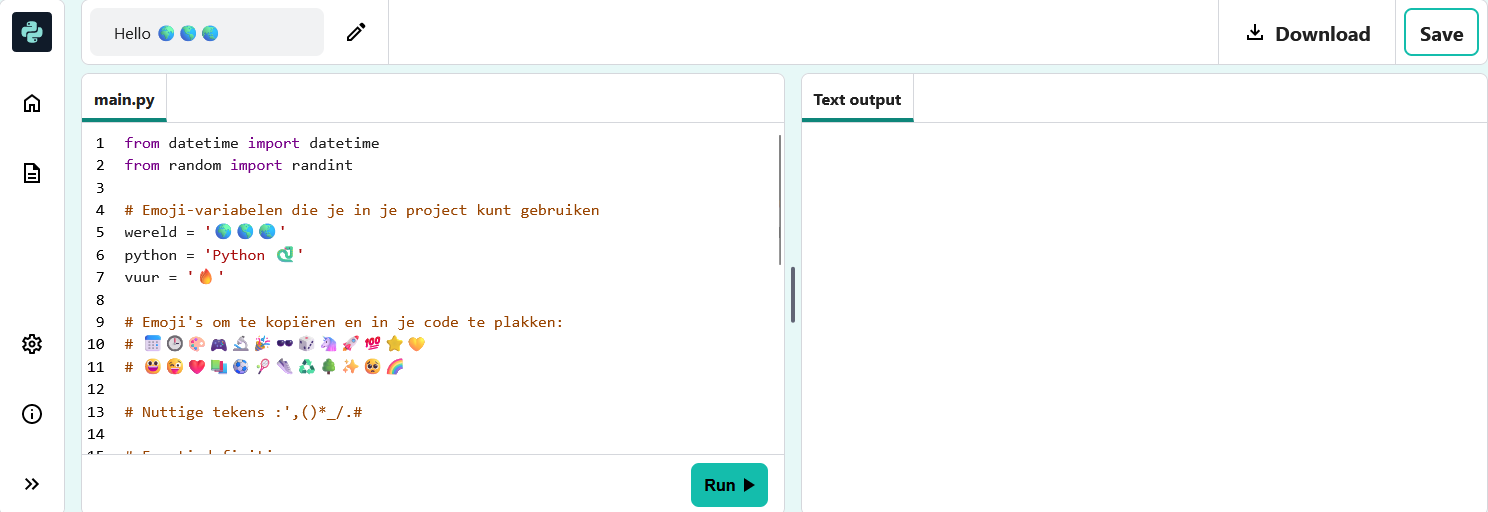 Hello 🌍🌎🌏
Download
Save
main.py
Text output
1 from datetime import datetime
2 from random import randint
3
4 # Emoji-variabelen die je in je project kunt gebruiken
5 wereld = '🌍🌎🌏'
6 python = 'Python 🐍'
7 vuur = '🔥'
8
9 # Emoji's om te kopiëren en in je code te plakken:
10 # 📅🕒🎨🎮🔬🎉🕶️🎲🦄🚀💯⭐💛
11 # 😃😜❤️📚⚽🎾👟♻️🌳✨🥺🌈
12
13 # Nuttige tekens :',()*_/.#
14
Run